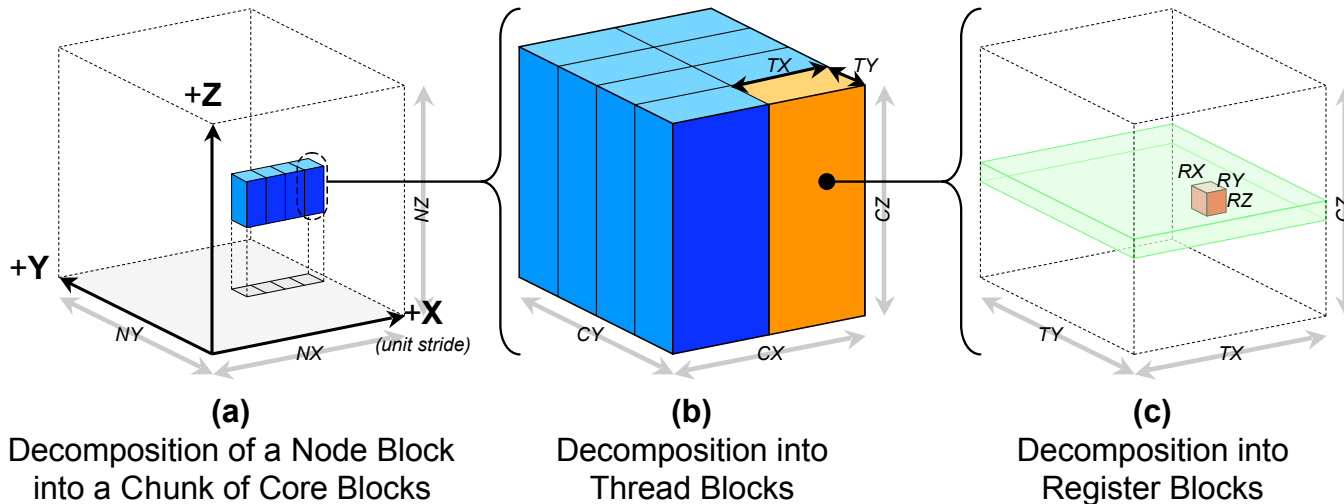 +Z
+Y
+X
(unit stride)
NY
NX
NZ
TX
TY
CZ
CY
CX
RX
RY
RZ
CZ
TY
TX
(a)
Decomposition of a Node Block
into a Chunk of Core Blocks
(b)
Decomposition into
Thread Blocks
(c)
Decomposition into
Register Blocks